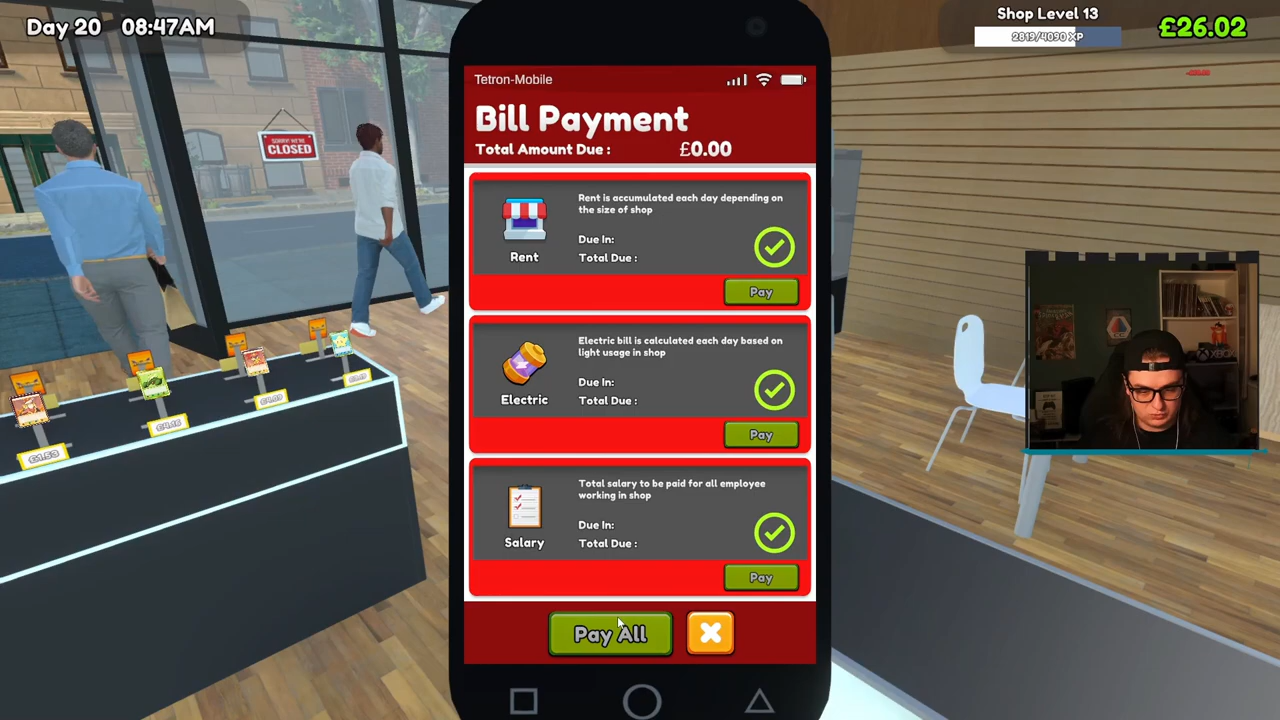 Day 20 08:47AM
Shop Level 13
2819/4090 XP
£26.02
SORRY WE'RE
CLOSED
Tetron-Mobile
Bill Payment
Total Amount Due : £0.00
Rent is accumulated each day depending on
the size of shop
Due In:
Total Due :
Rent
Pay
Electric bill is calculated each day based on
light usage in shop
Due In:
Total Due :
Electric
Pay
Total salary to be paid for all employee
working in shop
Due In:
Total Due :
Salary
Pay
Pay All
£1.53
XBOX